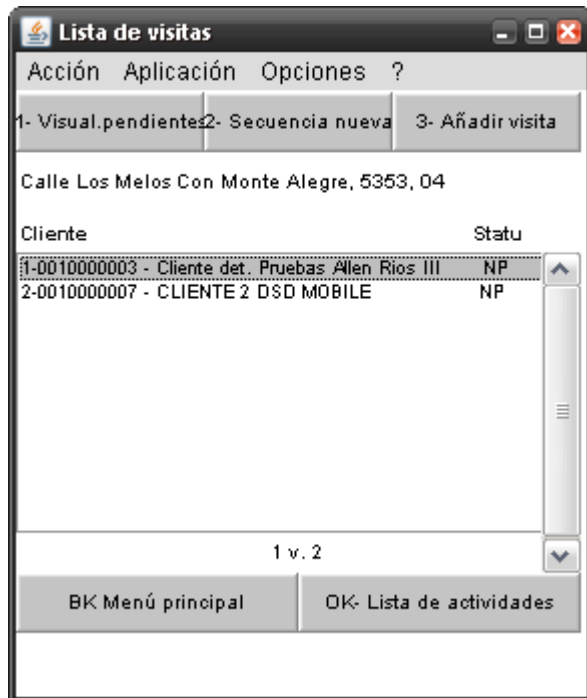 Lista de visitas
Acción Aplicación Opciones ?
1- Visual.pendientes 2- Secuencia nueva 3- Añadir visita
Calle Los Melos Con Monte Alegre, 5353, 04
Cliente Statu
1-0010000003 - Cliente det. Pruebas Allen Rios III NP
2-0010000007 - CLIENTE 2 DSD MOBILE NP
1 v. 2
BK Menú principal OK- Lista de actividades